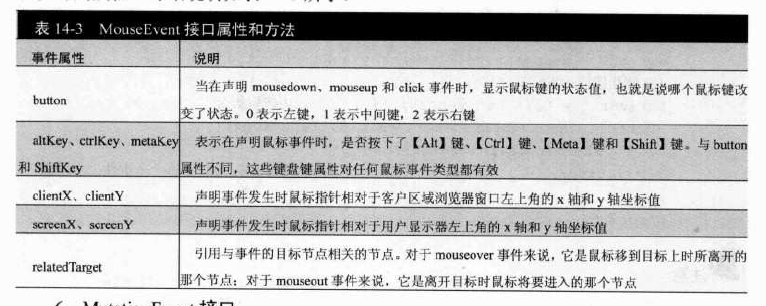 表 14-3 MouseEvent 接口属性和方法
事件属性 说明
button 当在声明 mousedown、mouseup 和 click 事件时，显示鼠标键的状态值，也就是说哪个鼠标键改
变了状态。0 表示左键，1 表示中间键，2 表示右键
altKey、ctrlKey、metaKey 表示在声明鼠标事件时，是否按下了【Alt】键、【Ctrl】键、【Meta】键和【Shift】键。与 button
和 ShiftKey 属性不同，这些键盘键属性对任何鼠标事件类型都有效
clientX、clientY 声明事件发生时鼠标指针相对于客户区域浏览器窗口左上角的 x 轴和 y 轴坐标值
screenX、screenY 声明事件发生时鼠标指针相对于用户显示器左上角的 x 轴和 y 轴坐标值
relatedTarget 引用与事件的目标节点相关的节点。对于 mouseover 事件来说，它是鼠标移到目标上时所离开的
那个节点；对于 mouseout 事件来说，它是离开目标时鼠标将要进入的那个节点